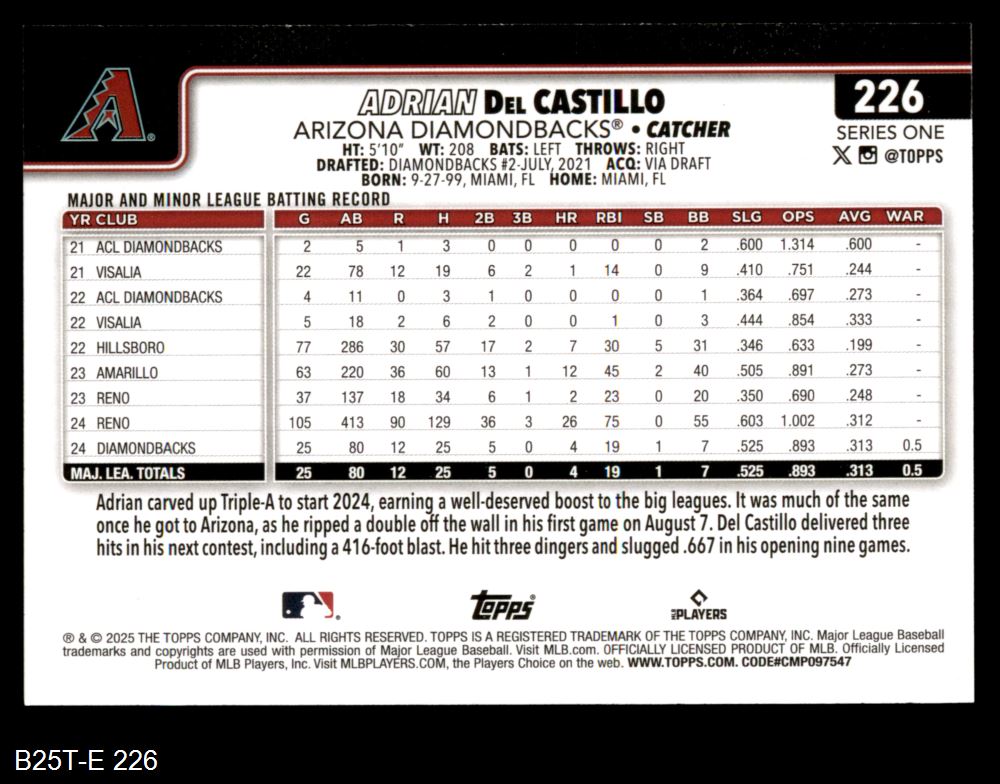 A
ADRIAN DEL CASTILLO
226
ARIZONA DIAMONDBACKS® • CATCHER
SERIES ONE
HT: 5'10" WT: 208 BATS: LEFT THROWS: RIGHT
@TOPPS
DRAFTED: DIAMONDBACKS #2-JULY, 2021 ACQ: VIA DRAFT
BORN: 9-27-99, MIAMI, FL HOME: MIAMI, FL
MAJOR AND MINOR LEAGUE BATTING RECORD
YR CLUB G AB R H 2B 3B HR RBI SB BB SLG OPS AVG WAR
21 ACL DIAMONDBACKS 2 5 1 3 0 0 0 0 0 2 .600 1.314 .600 -
21 VISALIA 22 78 12 19 6 2 1 14 0 9 .410 .751 .244 -
22 ACL DIAMONDBACKS 4 11 0 3 1 0 0 0 0 1 .364 .697 .273 -
22 VISALIA 5 18 2 6 2 0 0 1 0 3 .444 .854 .333 -
22 HILLSBORO 77 286 30 57 17 2 7 30 5 31 .346 .633 .199 -
23 AMARILLO 63 220 36 60 13 1 12 45 2 40 .505 .891 .273 -
23 RENO 37 137 18 34 6 1 2 23 0 20 .350 .690 .248 -
24 RENO 105 413 90 129 36 3 26 75 0 55 .603 1.002 .312 -
24 DIAMONDBACKS 25 80 12 25 5 0 4 19 1 7 .525 .893 .313 0.5
MAJ. LEA. TOTALS 25 80 12 25 5 0 4 19 1 7 .525 .893 .313 0.5
Adrian carved up Triple-A to start 2024, earning a well-deserved boost to the big leagues. It was much of the same
once he got to Arizona, as he ripped a double off the wall in his first game on August 7. Del Castillo delivered three
hits in his next contest, including a 416-foot blast. He hit three dingers and slugged .667 in his opening nine games.
Topps®
MLB PLAYERS
® & © 2025 THE TOPPS COMPANY, INC. ALL RIGHTS RESERVED. TOPPS IS A REGISTERED TRADEMARK OF THE TOPPS COMPANY, INC. Major League Baseball
trademarks and copyrights are used with permission of Major League Baseball. Visit MLB.com. OFFICIALLY LICENSED PRODUCT OF MLB. Officially Licensed
Product of MLB Players, Inc. Visit MLBPLAYERS.COM, the Players Choice on the web. WWW.TOPPS.COM. CODE#CMP097547
B25T-E 226